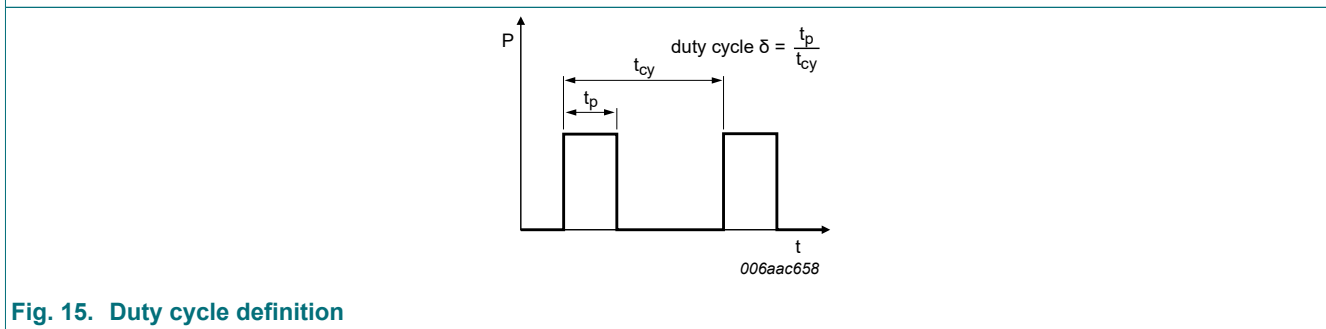 P
duty cycle δ = tp/tcy
tcy
tp
t
006aac658
Fig. 15. Duty cycle definition